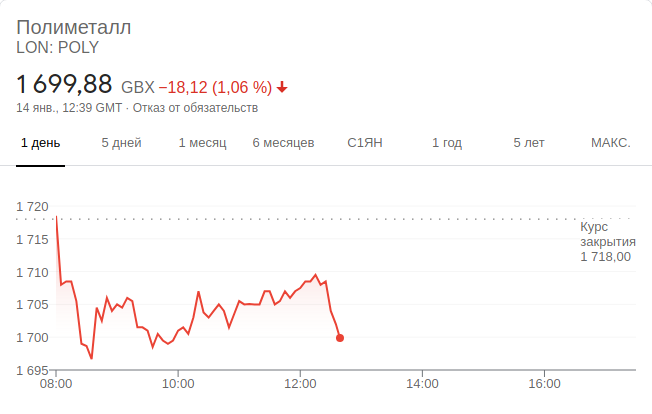 Полиметалл
LON: POLY
1 699,88 GBX −18,12 (1,06 %)
14 янв., 12:39 GMT · Отказ от обязательств
1 день 5 дней 1 месяц 6 месяцев С1ЯН 1 год 5 лет МАКС.
1 720
Курс
закрытия
1 718,00
1 715
1 710
1 705
1 700
1 695
08:00 10:00 12:00 14:00 16:00